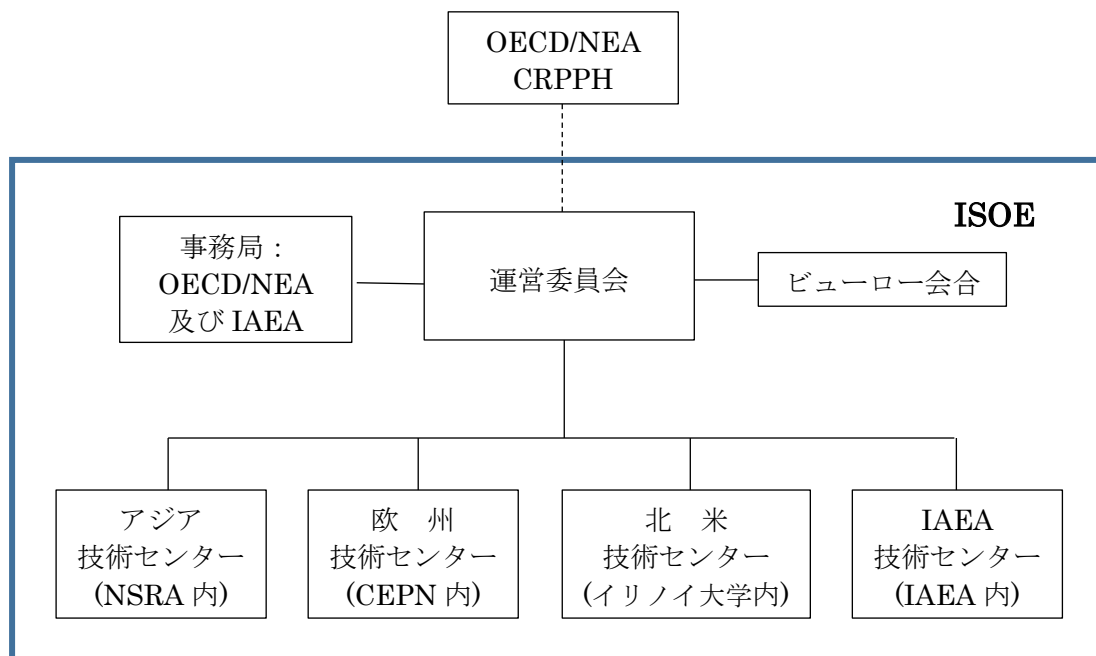 OECD/NEA
CRPPH
ISOE
事務局：
OECD/NEA
及び IAEA
運営委員会
ビューロー会合
アジア
技術センター
(NSRA 内)
欧　州
技術センター
(CEPN 内)
北　米
技術センター
(イリノイ大学内)
IAEA
技術センター
(IAEA 内)